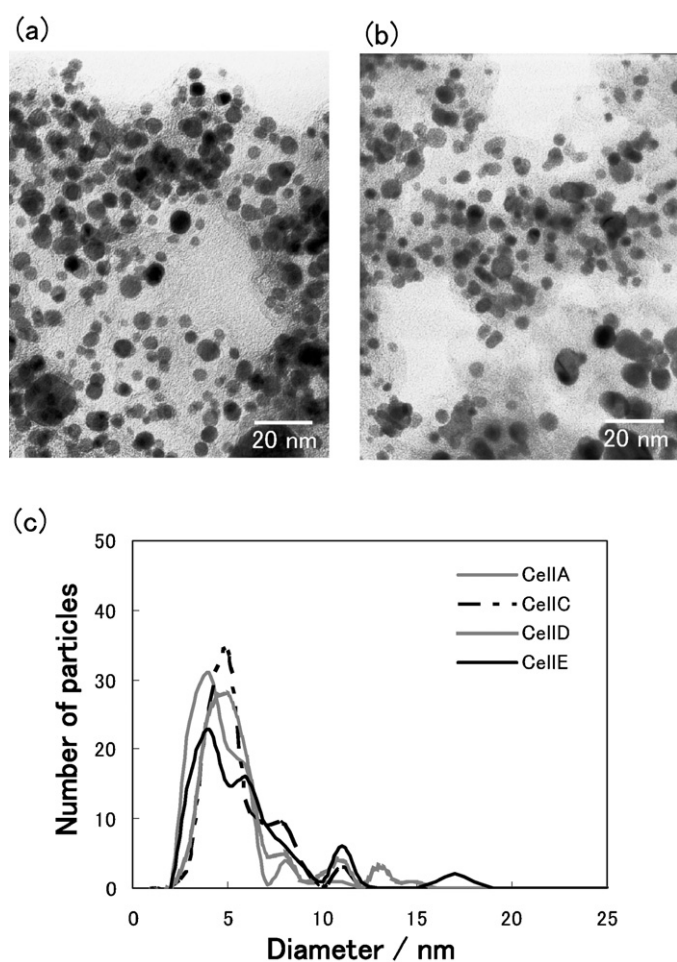 (a)
(b)
20 nm
20 nm
(c)
Number of particles
50
40
30
20
10
0
CellA
CellC
CellD
CellE
0 5 10 15 20 25
Diameter / nm